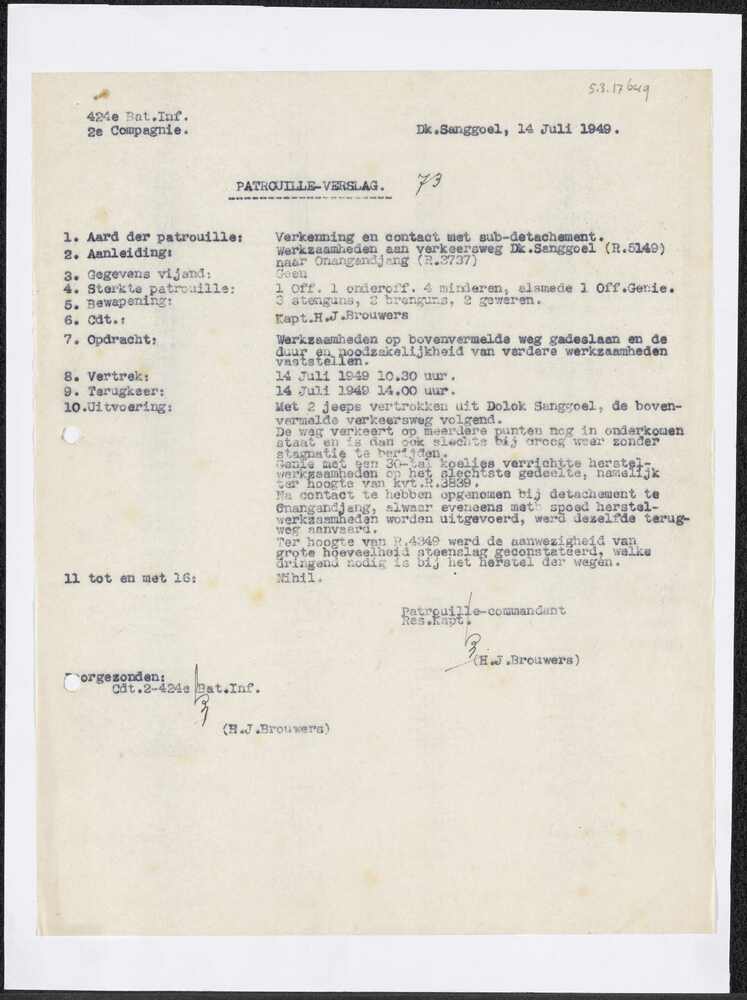 5.3.17
424e Bat.Inf.
2e Compagnie.
Dk.Sanggoel, 14 Juli 1949.
PATROUILLE-VERSLAG. 73
1. Aard der patrouille: Verkenning en contact met sub-detachement.
2. Aanleiding: Werkzaamheden aan verkeersweg Dk.Sanggoel (R.5149)
naar Onangandjang (R.3737)
3. Gegevens vijand: Geen
4. Sterkte patrouille: 1 Off. 1 onderoff. 4 minderen, alsmede 1 Off.Genie.
5. Bewapening: 3 stenguns, 2 brenguns, 2 geweren.
6. Cdt.: Kapt.H.J.Brouwers
7. Opdracht: Werkzaamheden op bovenvermelde weg gadeslaan en de
duur en noodzakelijkheid van verdere werkzaamheden
vaststellen.
8. Vertrek: 14 Juli 1949 10.30 uur.
9. Terugkeer: 14 Juli 1949 14.00 uur.
10.Uitvoering: Met 2 jeeps vertrokken uit Dolok Sanggoel, de boven-
vermelde verkeersweg volgend.
De weg verkeert op meerdere punten nog in onderkomen
staat en is dan ook slechts bij droog weer zonder
stagnatie te berijden.
Genie met een 30-tal koelies verrichtte herstel-
werkzaamheden op het slechtste gedeelte, namelijk
ter hoogte van kvt.R.3839.
Na contact te hebben opgenomen bij detachement te
Onangandjang, alwaar eveneens met spoed herstel-
werkzaamheden worden uitgevoerd, werd dezelfde terug-
weg aanvaard.
Ter hoogte van R.4349 werd de aanwezigheid van
grote hoeveelheid steenslag geconstateerd, welke
dringend nodig is bij het herstel der wegen.
11 tot en met 16: Nihil.
Patrouille-commandant
Res.Kapt.
(H.J.Brouwers)
oorgezonden:
Cdt.2-424e Bat.Inf.
(H.J.Brouwers)